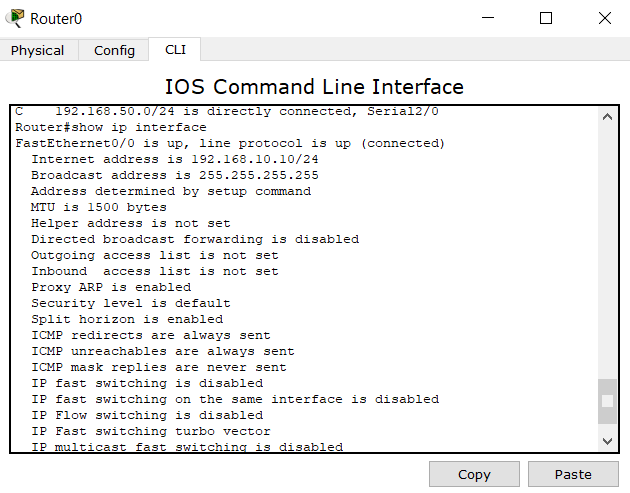 Router0
Physical Config CLI
IOS Command Line Interface
C    192.168.50.0/24 is directly connected, Serial2/0
Router#show ip interface
FastEthernet0/0 is up, line protocol is up (connected)
  Internet address is 192.168.10.10/24
  Broadcast address is 255.255.255.255
  Address determined by setup command
  MTU is 1500 bytes
  Helper address is not set
  Directed broadcast forwarding is disabled
  Outgoing access list is not set
  Inbound  access list is not set
  Proxy ARP is enabled
  Security level is default
  Split horizon is enabled
  ICMP redirects are always sent
  ICMP unreachables are always sent
  ICMP mask replies are never sent
  IP fast switching is disabled
  IP fast switching on the same interface is disabled
  IP Flow switching is disabled
  IP Fast switching turbo vector
  IP multicast fast switching is disabled
Copy Paste